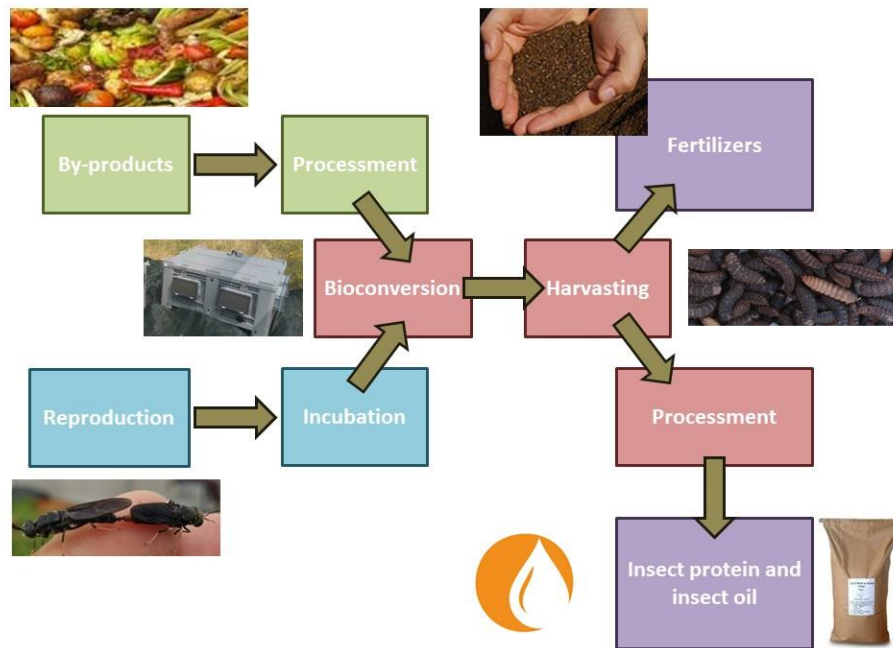 By-products
Processment
Fertilizers
Bioconversion
Harvasting
Reproduction
Incubation
Processment
Insect protein and
insect oil